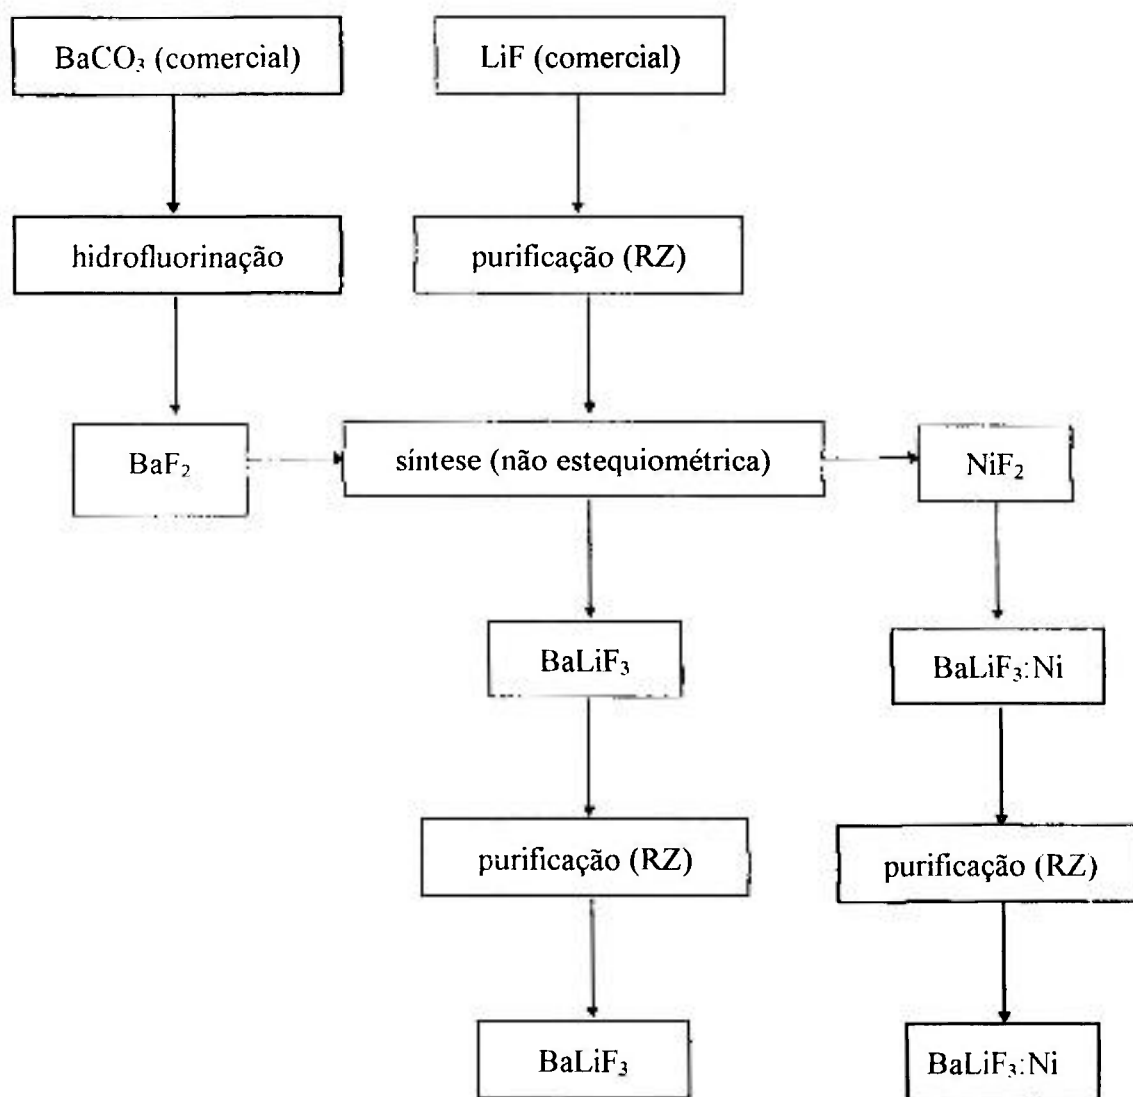 BaCO₃ (comercial)
LiF (comercial)
hidrofluorinação
purificação (RZ)
BaF₂
síntese (não estequiométrica)
NiF₂
BaLiF₃
BaLiF₃:Ni
purificação (RZ)
purificação (RZ)
BaLiF₃
BaLiF₃:Ni